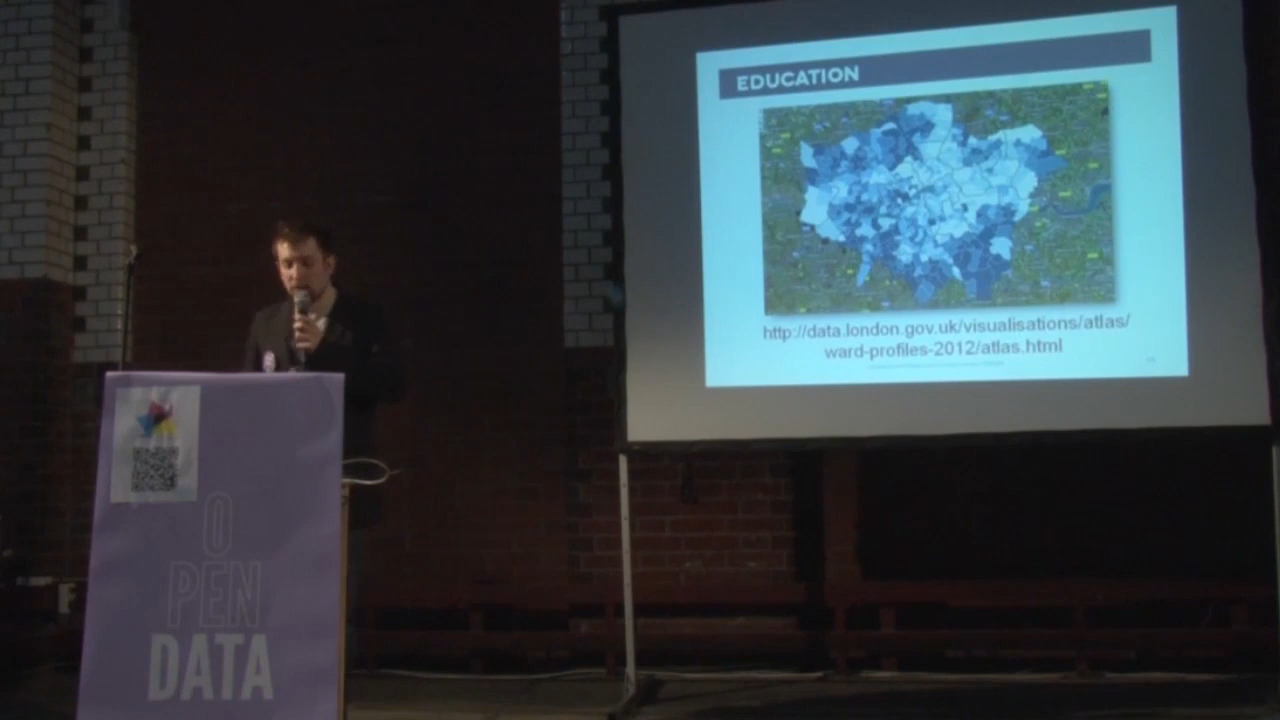 EDUCATION
http://data.london.gov.uk/visualisations/atlas/
ward-profiles-2012/atlas.html
O
PEN
DATA